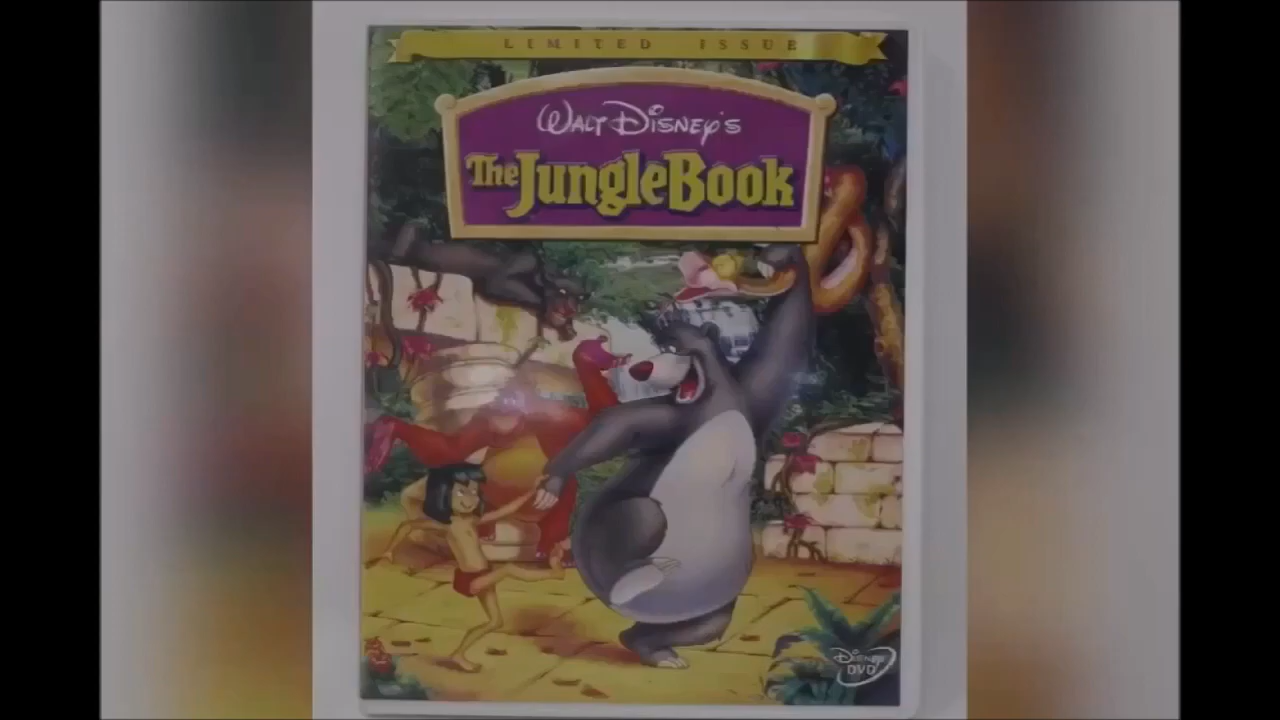 LIMITED ISSUE
WALT DISNEY'S
The Jungle Book
DISNEY
DVD